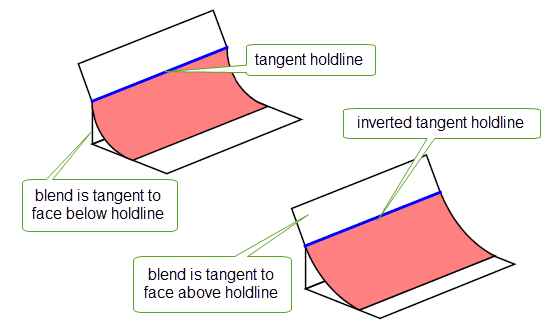 tangent holdline
inverted tangent holdline
blend is tangent to
face below holdline
blend is tangent to
face above holdline